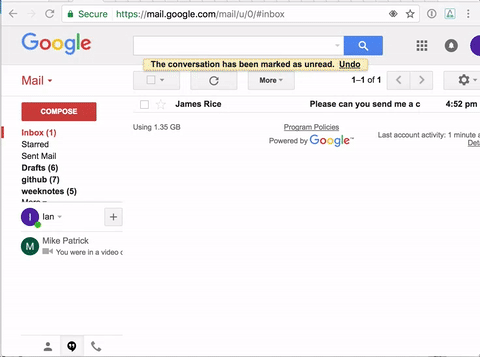 Secure https://mail.google.com/mail/u/0/#inbox
Google
The conversation has been marked as unread. Undo
Mail
More
1–1 of 1
COMPOSE
James Rice Please can you send me a c 4:52 pm
Inbox (1)
Starred
Sent Mail
Drafts (6)
github (7)
weeknotes (5)
Using 1.35 GB
Program Policies
Powered by Google™
Last account activity: 1 minute a
Deta
I Ian
M Mike Patrick
You were in a video c